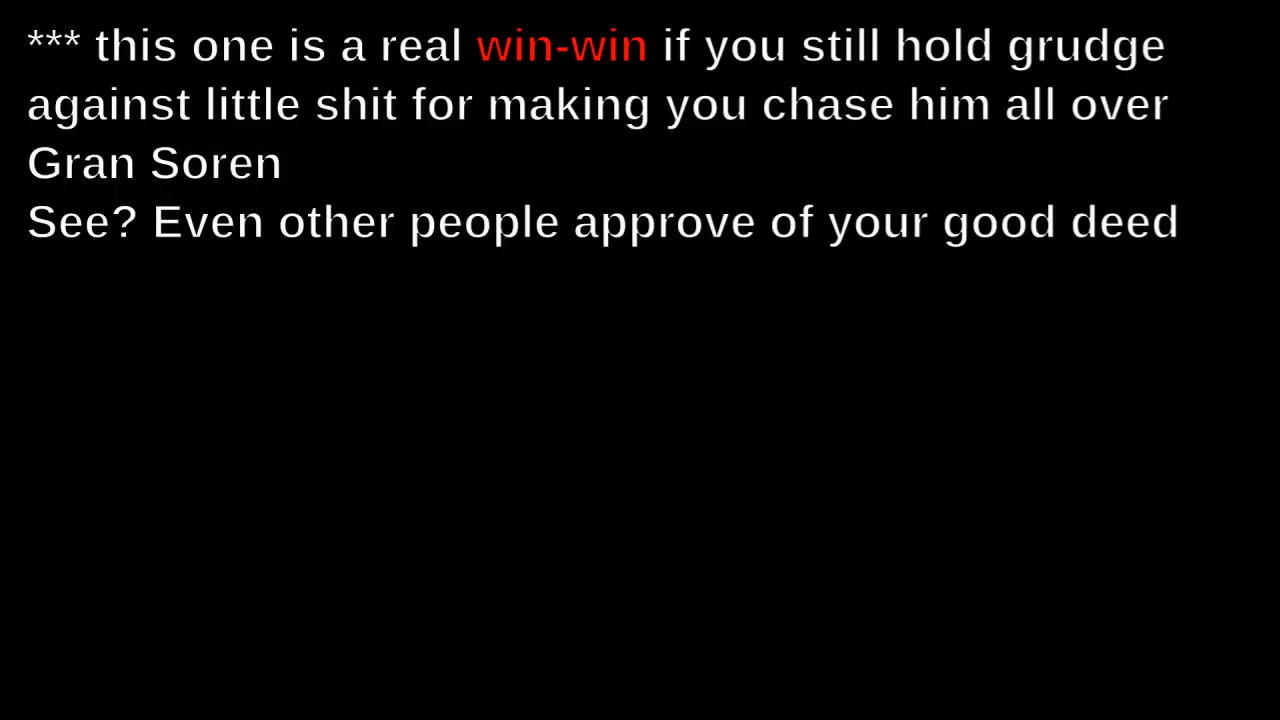 *** this one is a real win-win if you still hold grudge
against little shit for making you chase him all over
Gran Soren
See? Even other people approve of your good deed